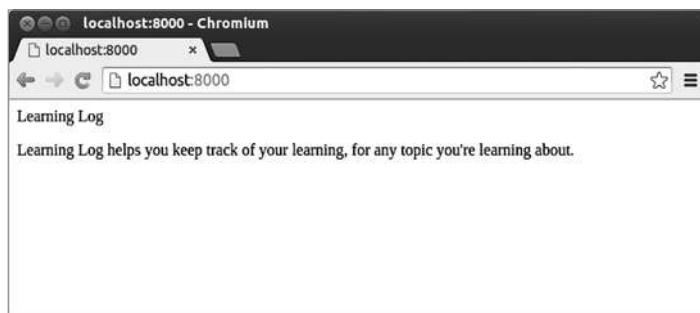 localhost:8000 - Chromium
localhost:8000
localhost:8000
Learning Log
Learning Log helps you keep track of your learning, for any topic you're learning about.